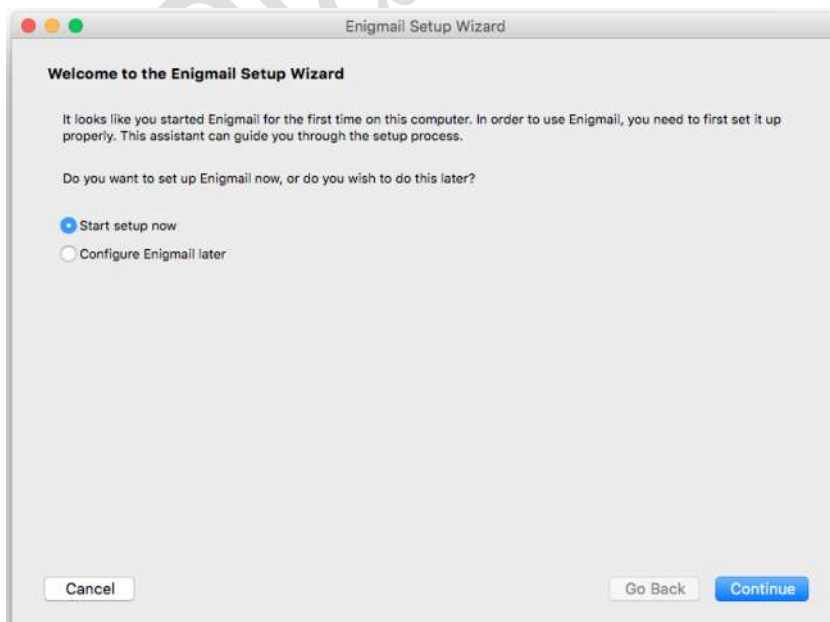 Enigmail Setup Wizard
Welcome to the Enigmail Setup Wizard
It looks like you started Enigmail for the first time on this computer. In order to use Enigmail, you need to first set it up
properly. This assistant can guide you through the setup process.
Do you want to set up Enigmail now, or do you wish to do this later?
Start setup now
Configure Enigmail later
Cancel
Go Back
Continue